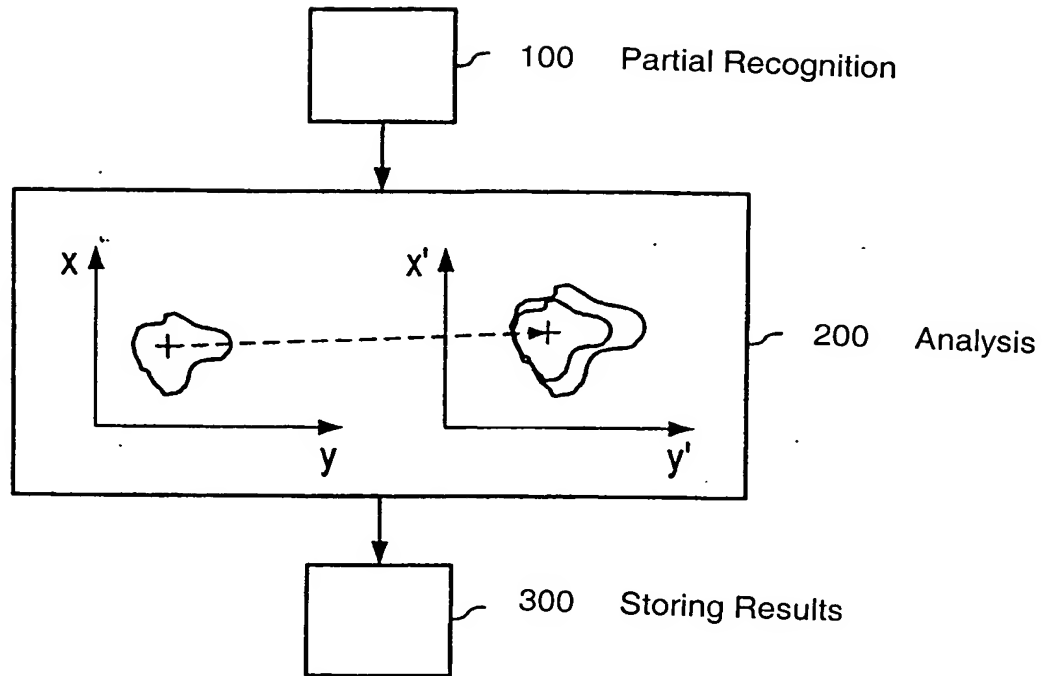 100 Partial Recognition
x
x'
200 Analysis
y
y'
300 Storing Results